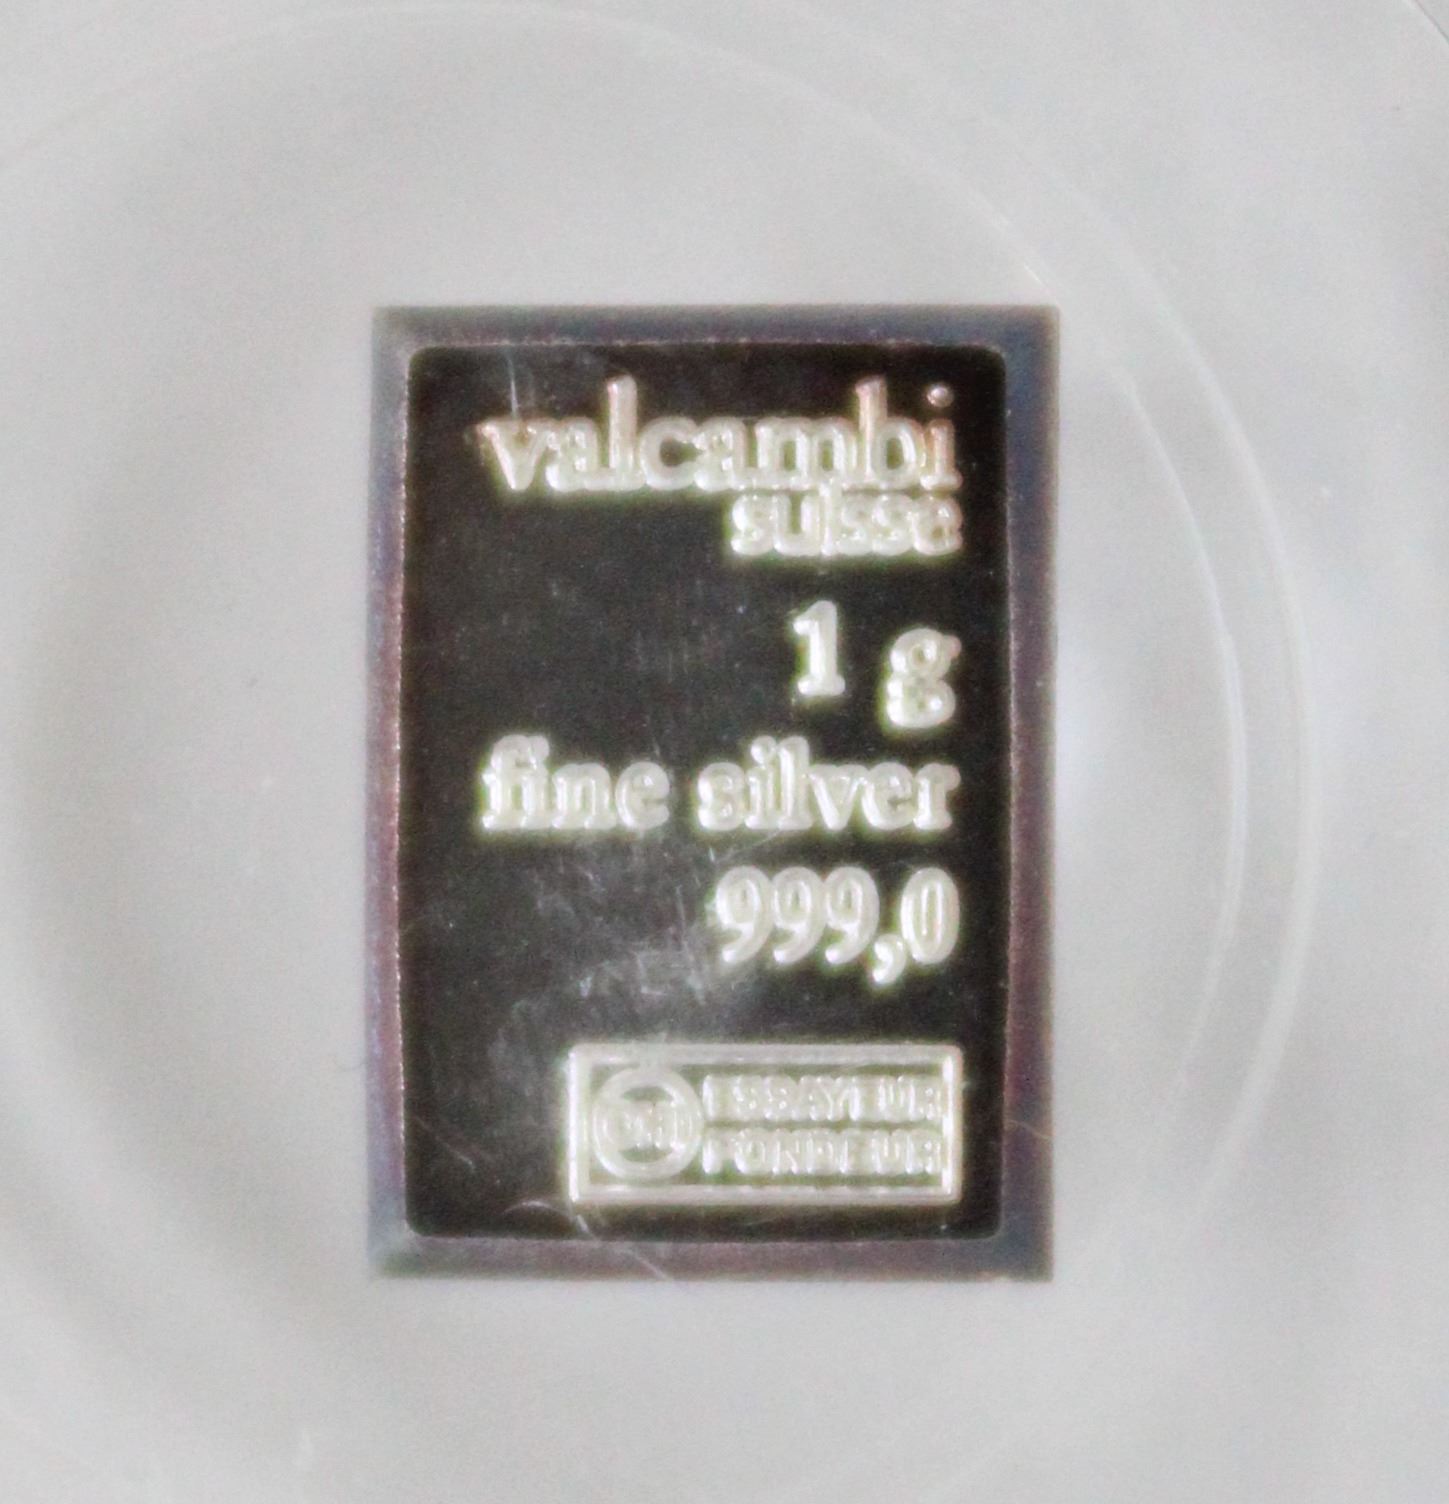 valcambi
suisse
1 g
fine silver
999,0
ESSAYEUR
FONDEUR